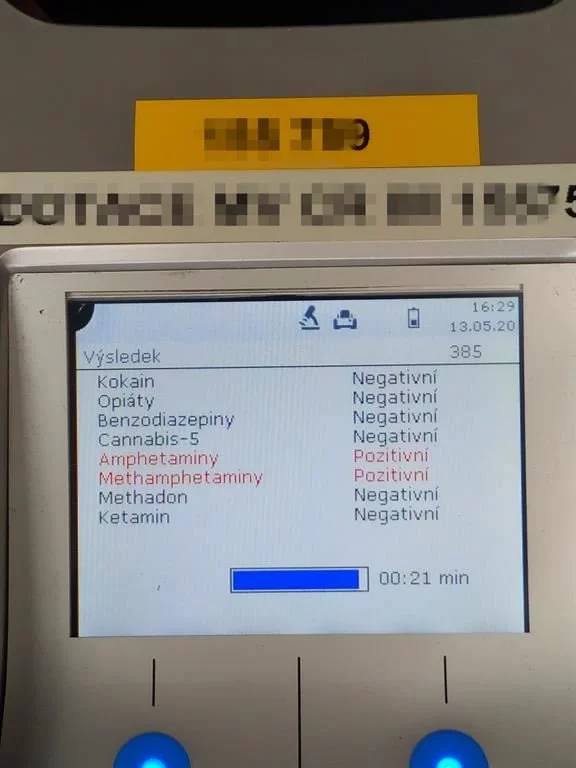 16:29
13.05.20
Výsledek 385
Kokain Negativní
Opiáty Negativní
Benzodiazepiny Negativní
Cannabis-5 Negativní
Amphetaminy Pozitivní
Methamphetaminy Pozitivní
Methadon Negativní
Ketamin Negativní
00:21 min